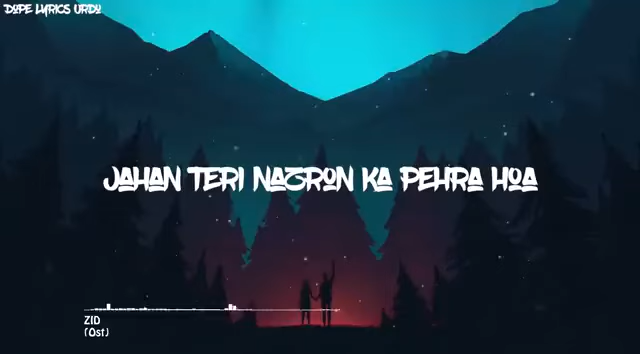 DOPE LYRICS URDU
JAHAN TERI NAZRON KA PEHRA HOA
ZID
(Ost)